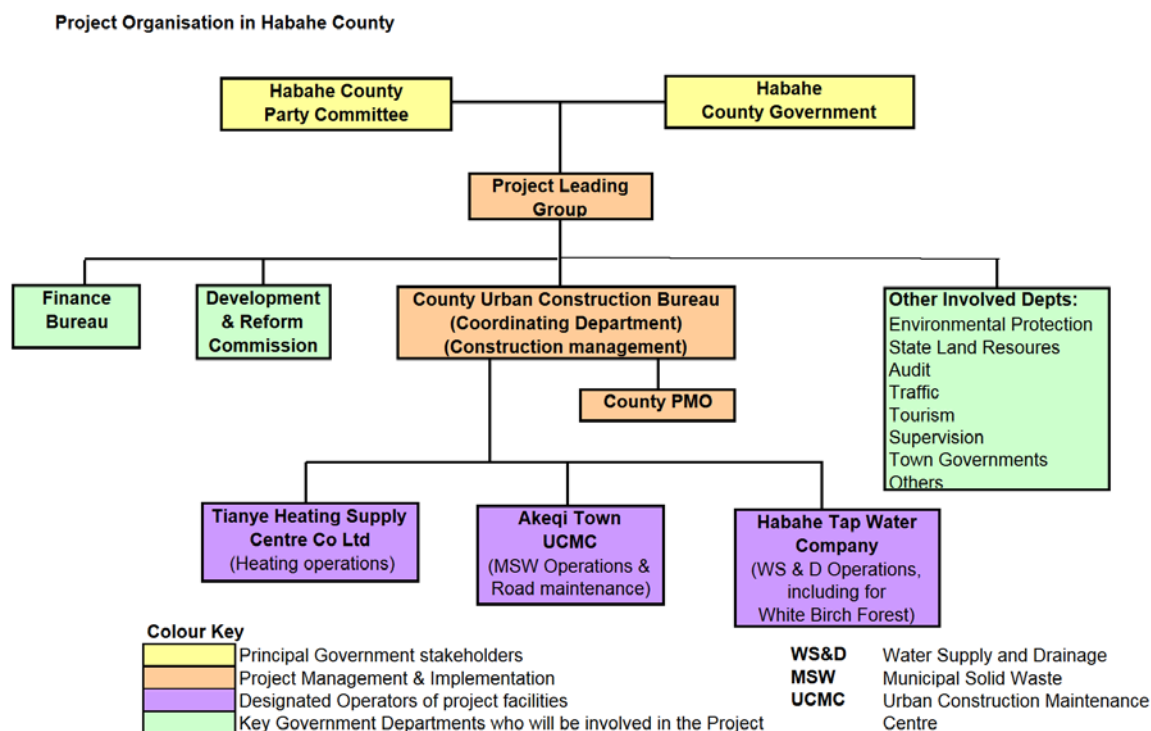 Project Organisation in Habahe County
Habahe County
Party Committee
Habahe
County Government
Project Leading
Group
Finance
Bureau
Development
& Reform
Commission
County Urban Construction Bureau
(Coordinating Department)
(Construction management)
County PMO
Other Involved Depts:
Environmental Protection
State Land Resoures
Audit
Traffic
Tourism
Supervision
Town Governments
Others
Tianye Heating Supply
Centre Co Ltd
(Heating operations)
Akeqi Town
UCMC
(MSW Operations &
Road maintenance)
Habahe Tap Water
Company
(WS & D Operations,
including for
White Birch Forest)
Colour Key
Principal Government stakeholders
Project Management & Implementation
Designated Operators of project facilities
Key Government Departments who will be involved in the Project
WS&D Water Supply and Drainage
MSW Municipal Solid Waste
UCMC Urban Construction Maintenance
Centre